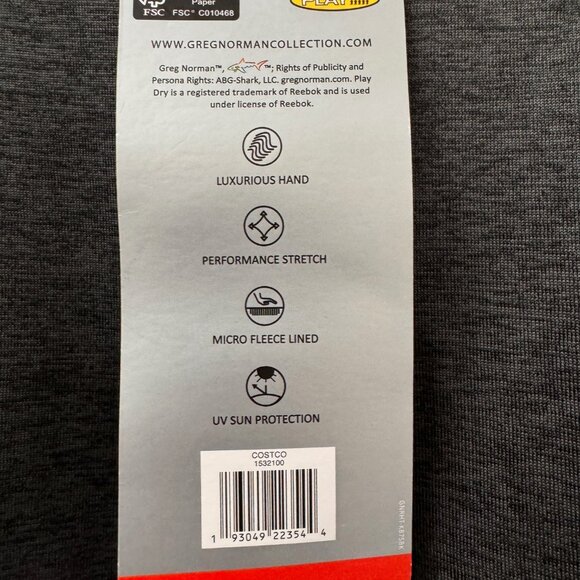 Paper
FSC FSC® C010468
PLAY
WWW.GREGNORMANCOLLECTION.COM
Greg Norman™, ™; Rights of Publicity and
Persona Rights: ABG-Shark, LLC. gregnorman.com. Play
Dry is a registered trademark of Reebok and is used
under license of Reebok.
LUXURIOUS HAND
PERFORMANCE STRETCH
MICRO FLEECE LINED
UV SUN PROTECTION
COSTCO
1532100
1 93049 22354 4